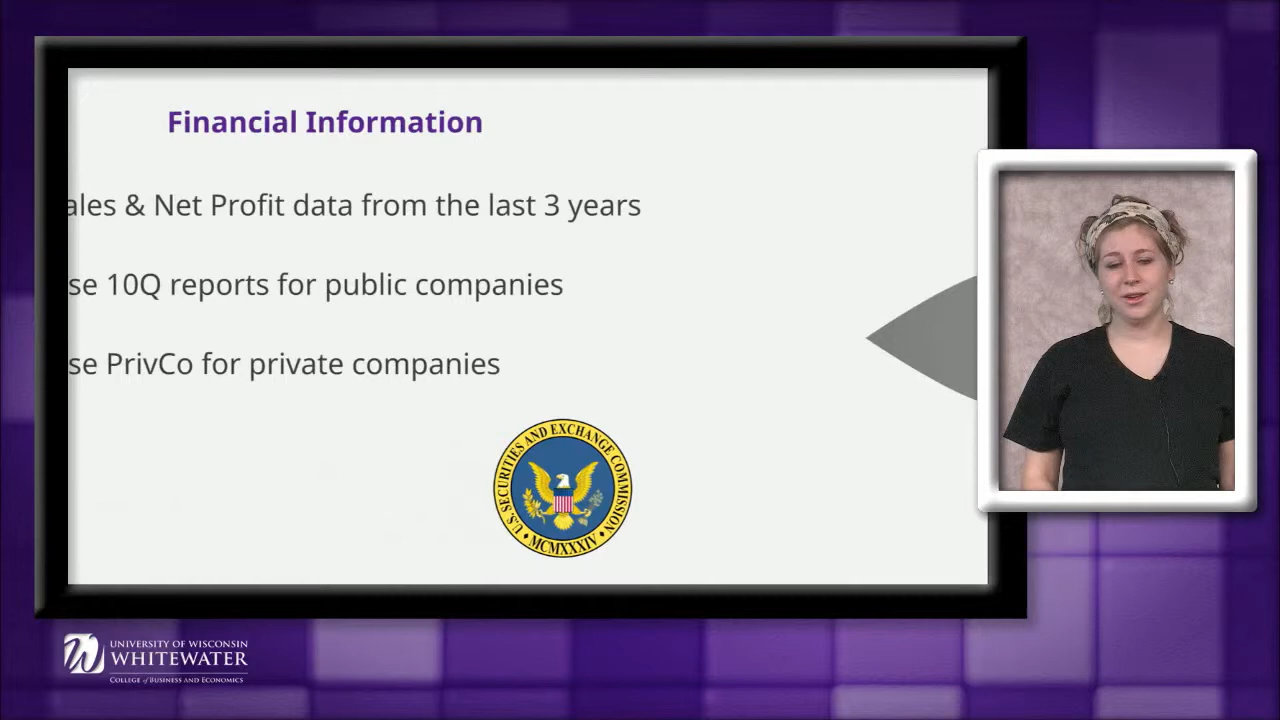 Financial Information
ales & Net Profit data from the last 3 years
se 10Q reports for public companies
se PrivCo for private companies
U.S. SECURITIES AND EXCHANGE COMMISSION
MCMXXXIV
UNIVERSITY OF WISCONSIN
WHITEWATER
COLLEGE of BUSINESS AND ECONOMICS